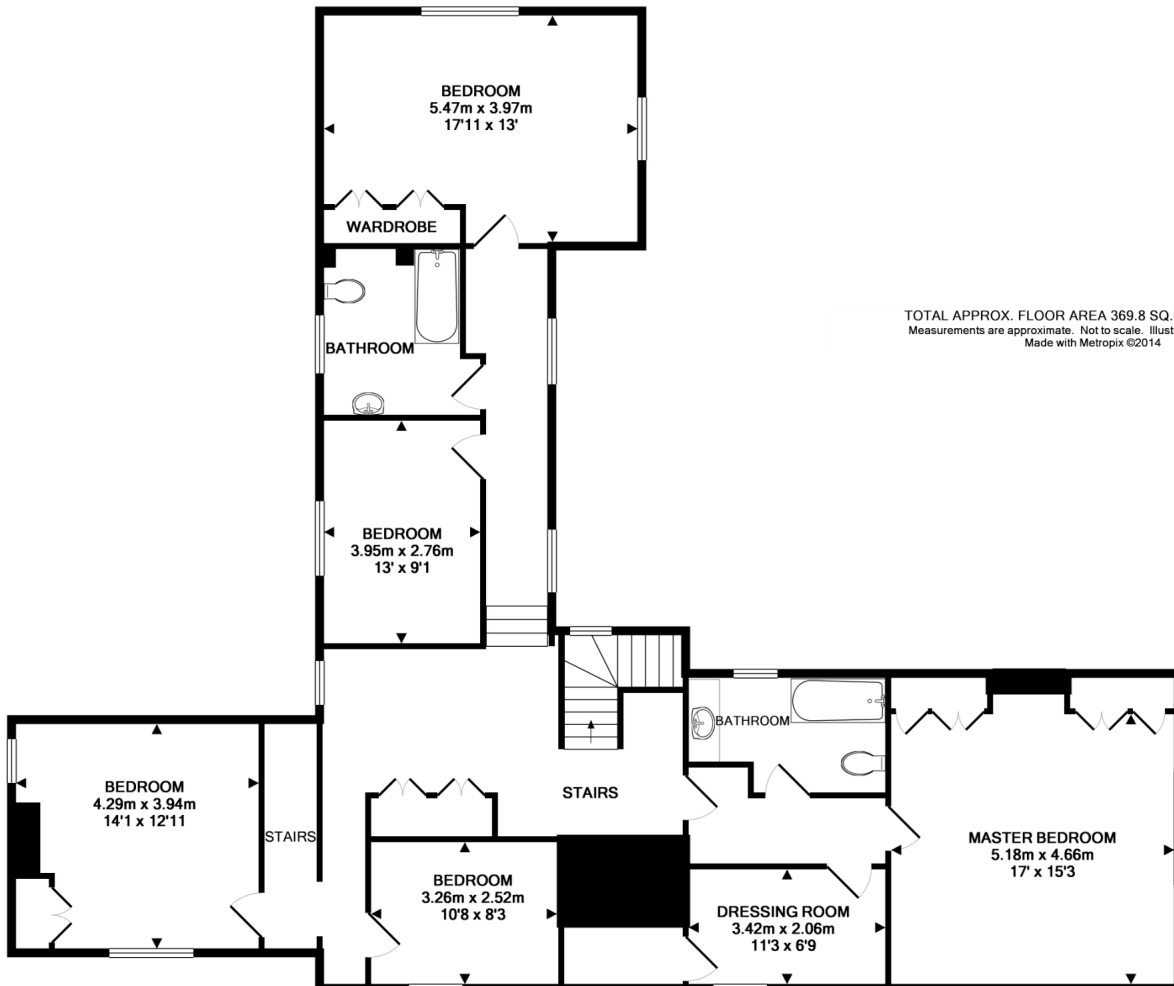 BEDROOM
5.47m x 3.97m
17'11 x 13'
WARDROBE
BATHROOM
TOTAL APPROX. FLOOR AREA 369.8 SQ.
Measurements are approximate. Not to scale. Illust
Made with Metropix ©2014
BEDROOM
3.95m x 2.76m
13' x 9'1
BATHROOM
BEDROOM
4.29m x 3.94m
14'1 x 12'11
STAIRS
STAIRS
MASTER BEDROOM
5.18m x 4.66m
17' x 15'3
BEDROOM
3.26m x 2.52m
10'8 x 8'3
DRESSING ROOM
3.42m x 2.06m
11'3 x 6'9